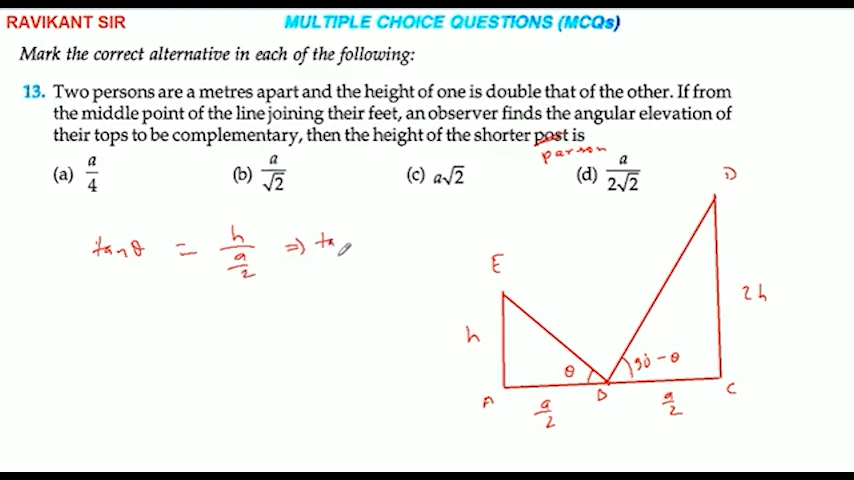 RAVIKANT SIR MULTIPLE CHOICE QUESTIONS (MCQs)
Mark the correct alternative in each of the following:
13. Two persons are a metres apart and the height of one is double that of the other. If from
the middle point of the line joining their feet, an observer finds the angular elevation of
their tops to be complementary, then the height of the shorter post is
parson
(a) a/4 (b) a/√2 (c) a√2 (d) a/2√2
D
tanθ = h/(a/2) ⇒ ta
E
2h
h
θ 90° - θ
A B C
a/2 a/2